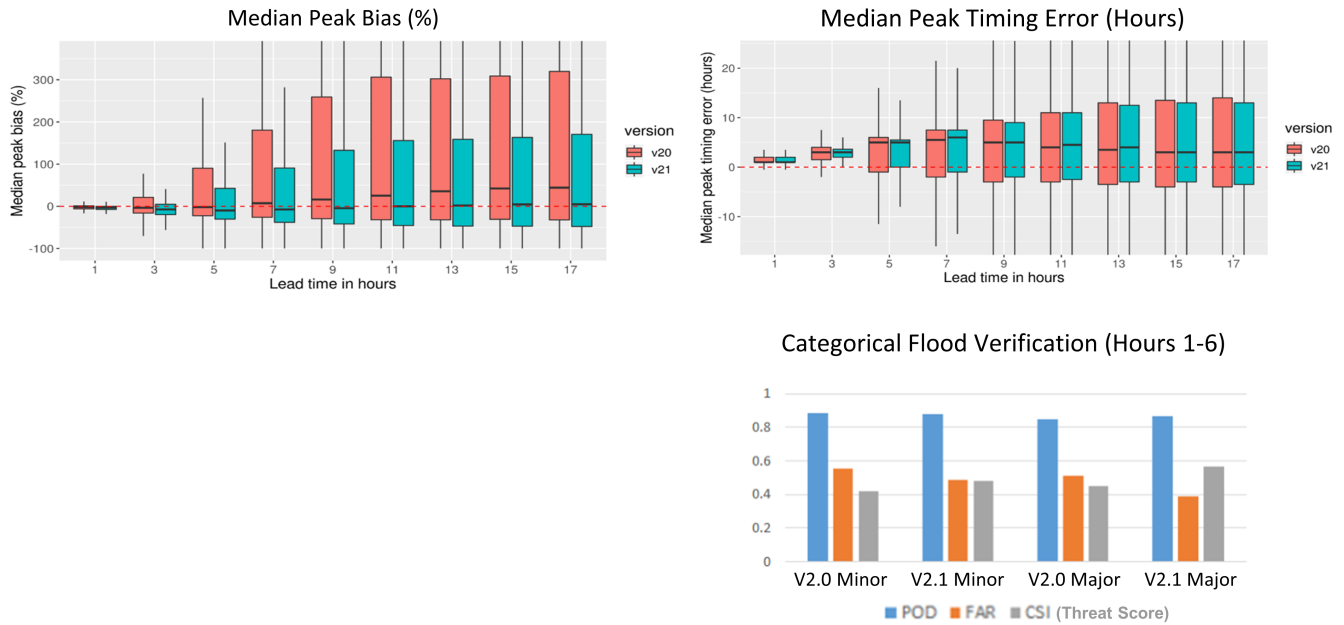 Median Peak Bias (%)
Median peak bias (%)
300
200
100
0
-100
1 3 5 7 9 11 13 15 17
Lead time in hours
version
v20
v21
Median Peak Timing Error (Hours)
Median peak timing error (hours)
20
10
0
-10
1 3 5 7 9 11 13 15 17
Lead time in hours
version
v20
v21
Categorical Flood Verification (Hours 1-6)
1
0.8
0.6
0.4
0.2
0
V2.0 Minor V2.1 Minor V2.0 Major V2.1 Major
POD FAR CSI (Threat Score)